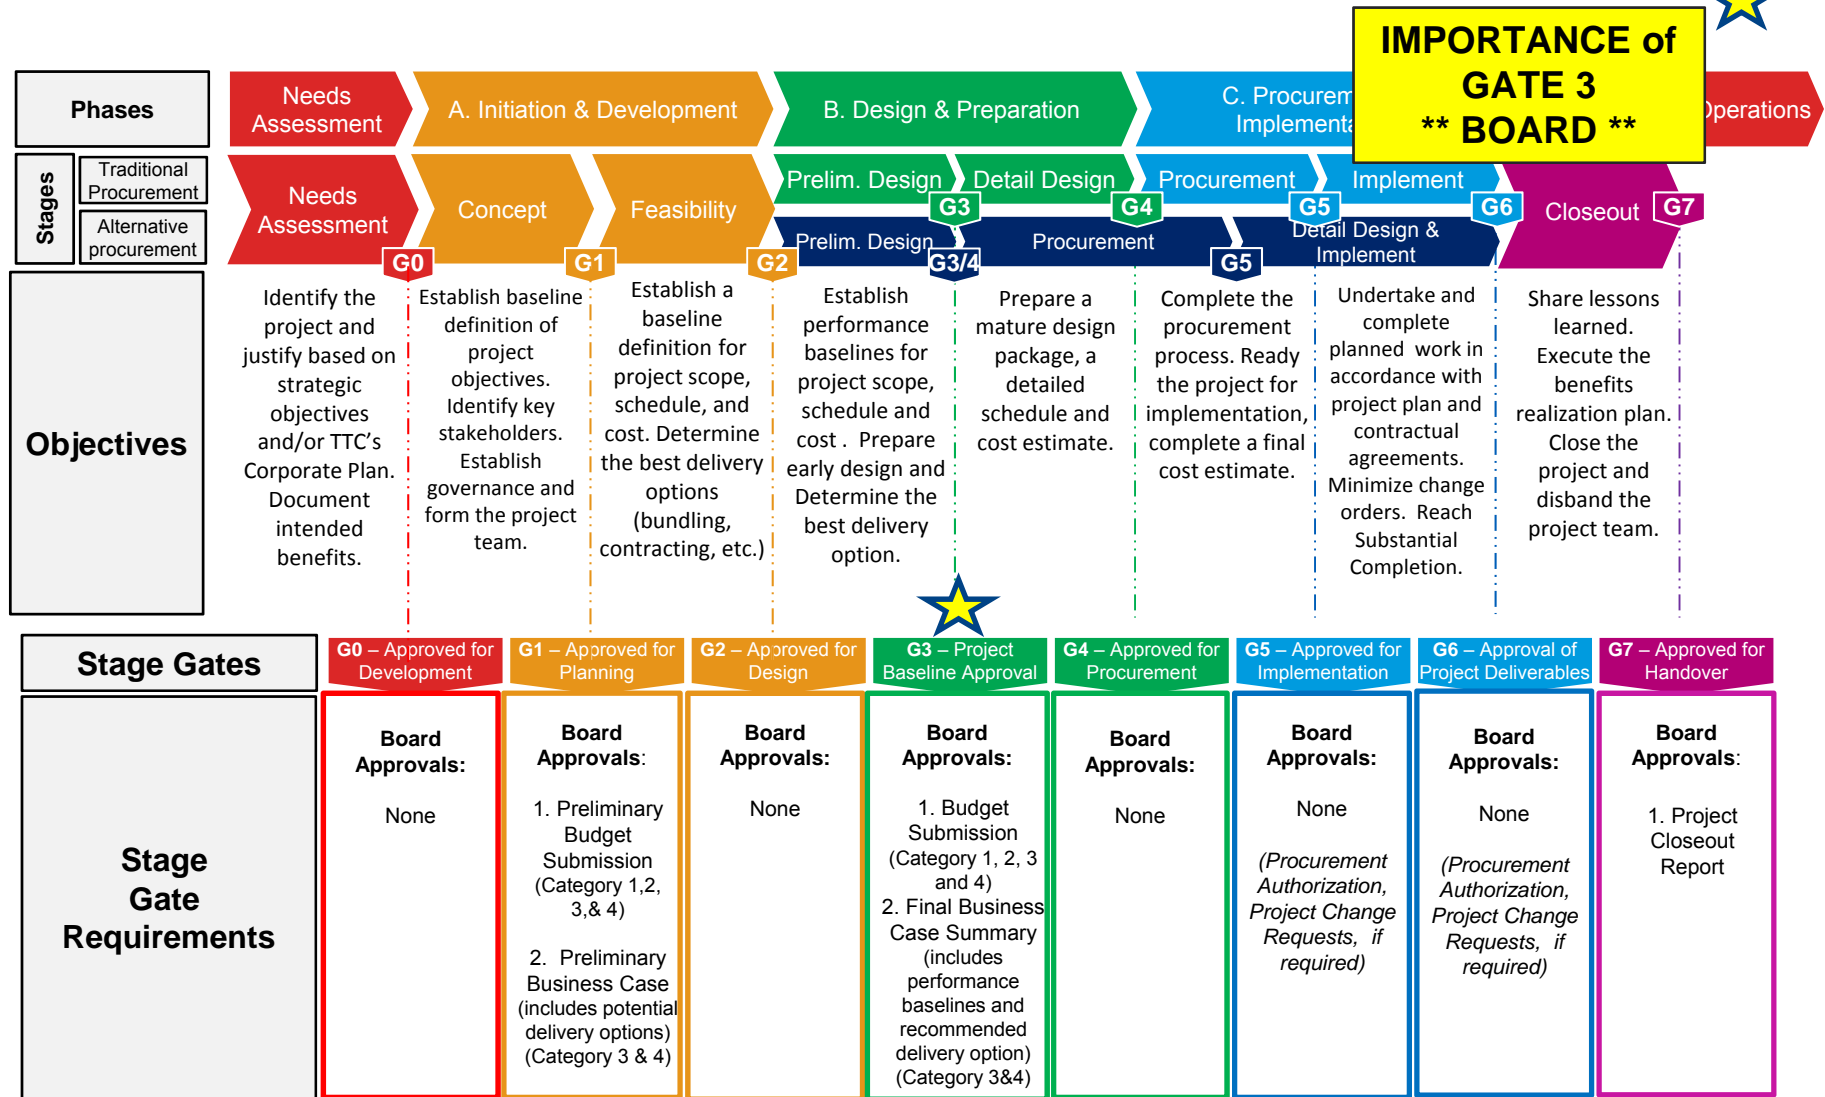 IMPORTANCE of
GATE 3
** BOARD **
Phases
Needs
Assessment
A. Initiation & Development
B. Design & Preparation
C. Procurem
Implementa
Operations
Stages
Traditional
Procurement
Alternative
procurement
Needs
Assessment
Concept
Feasibility
Prelim. Design
Detail Design
Procurement
Implement
Prelim. Design
Procurement
Detail Design &
Implement
Closeout
G0
G1
G2
G3
G3/4
G4
G5
G5
G6
G7
Objectives
Identify the
project and
justify based on
strategic
objectives
and/or TTC's
Corporate Plan.
Document
intended
benefits.
Establish baseline
definition of
project
objectives.
Identify key
stakeholders.
Establish
governance and
form the project
team.
Establish a
baseline
definition for
project scope,
schedule, and
cost. Determine
the best delivery
options
(bundling,
contracting, etc.)
Establish
performance
baselines for
project scope,
schedule and
cost . Prepare
early design and
Determine the
best delivery
option.
Prepare a
mature design
package, a
detailed
schedule and
cost estimate.
Complete the
procurement
process. Ready
the project for
implementation,
complete a final
cost estimate.
Undertake and
complete
planned work in
accordance with
project plan and
contractual
agreements.
Minimize change
orders. Reach
Substantial
Completion.
Share lessons
learned.
Execute the
benefits
realization plan.
Close the
project and
disband the
project team.
Stage Gates
G0 – Approved for
Development
G1 – Approved for
Planning
G2 – Approved for
Design
G3 – Project
Baseline Approval
G4 – Approved for
Procurement
G5 – Approved for
Implementation
G6 – Approval of
Project Deliverables
G7 – Approved for
Handover
Stage
Gate
Requirements
Board
Approvals:
None
Board
Approvals:
1. Preliminary
Budget
Submission
(Category 1,2,
3,& 4)
2. Preliminary
Business Case
(includes potential
delivery options)
(Category 3 & 4)
Board
Approvals:
None
Board
Approvals:
1. Budget
Submission
(Category 1, 2, 3
and 4)
2. Final Business
Case Summary
(includes
performance
baselines and
recommended
delivery option)
(Category 3&4)
Board
Approvals:
None
Board
Approvals:
None
(Procurement
Authorization,
Project Change
Requests, if
required)
Board
Approvals:
None
(Procurement
Authorization,
Project Change
Requests, if
required)
Board
Approvals:
1. Project
Closeout
Report